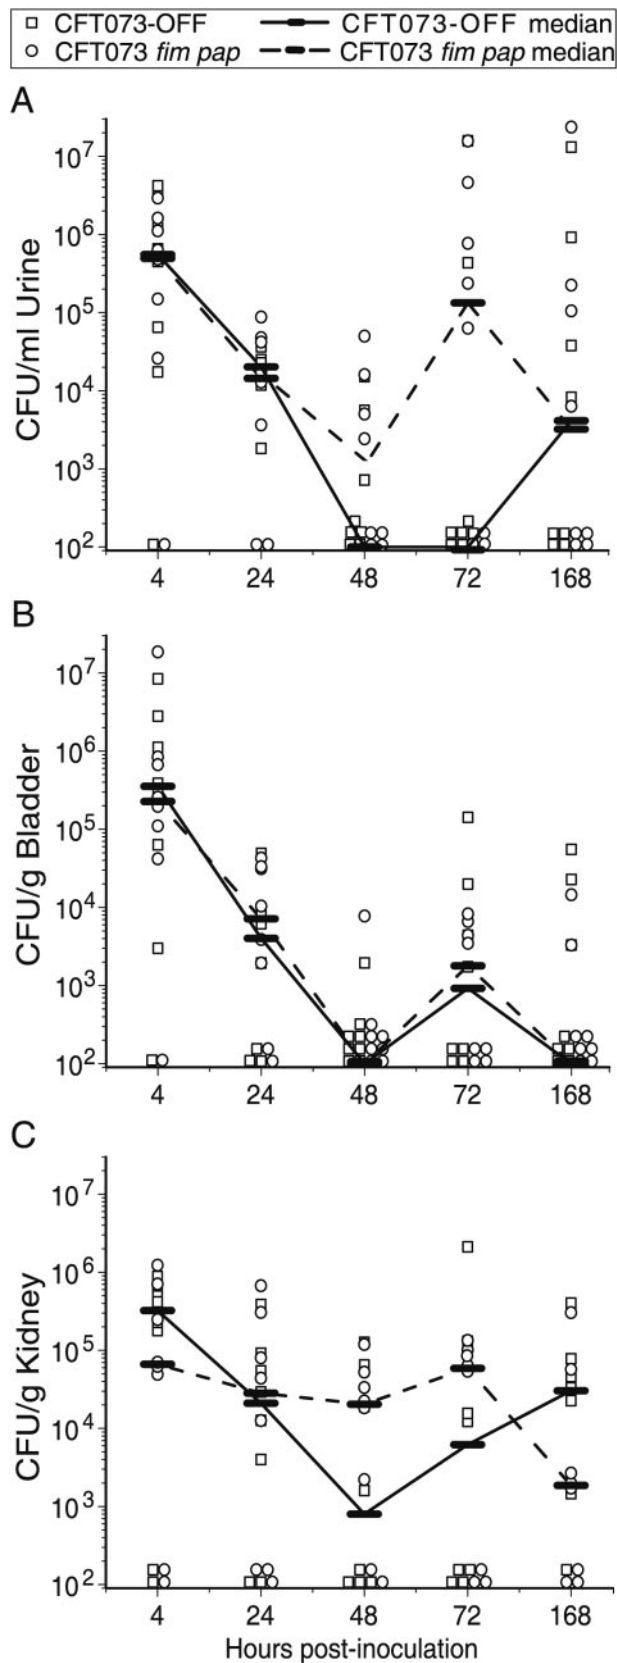 CFT073-OFF CFT073-OFF median
CFT073 fim pap CFT073 fim pap median
A
CFU/ml Urine
10^7
10^6
10^5
10^4
10^3
10^2
4 24 48 72 168
B
CFU/g Bladder
10^7
10^6
10^5
10^4
10^3
10^2
4 24 48 72 168
C
CFU/g Kidney
10^7
10^6
10^5
10^4
10^3
10^2
4 24 48 72 168
Hours post-inoculation